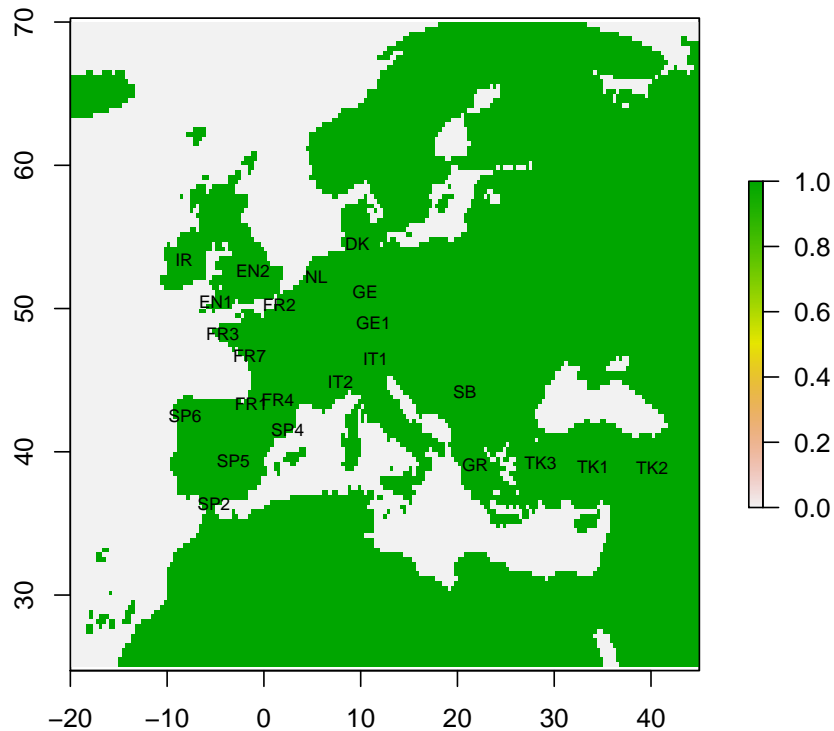 70
60
50
40
30
−20 −10 0 10 20 30 40
DK
IR EN2 NL
GE
EN1 FR2
GE1
FR3
FR7 IT1
IT2 SB
FR1 FR4
SP6
SP4
SP5 GR TK3 TK1 TK2
SP2
1.0
0.8
0.6
0.4
0.2
0.0